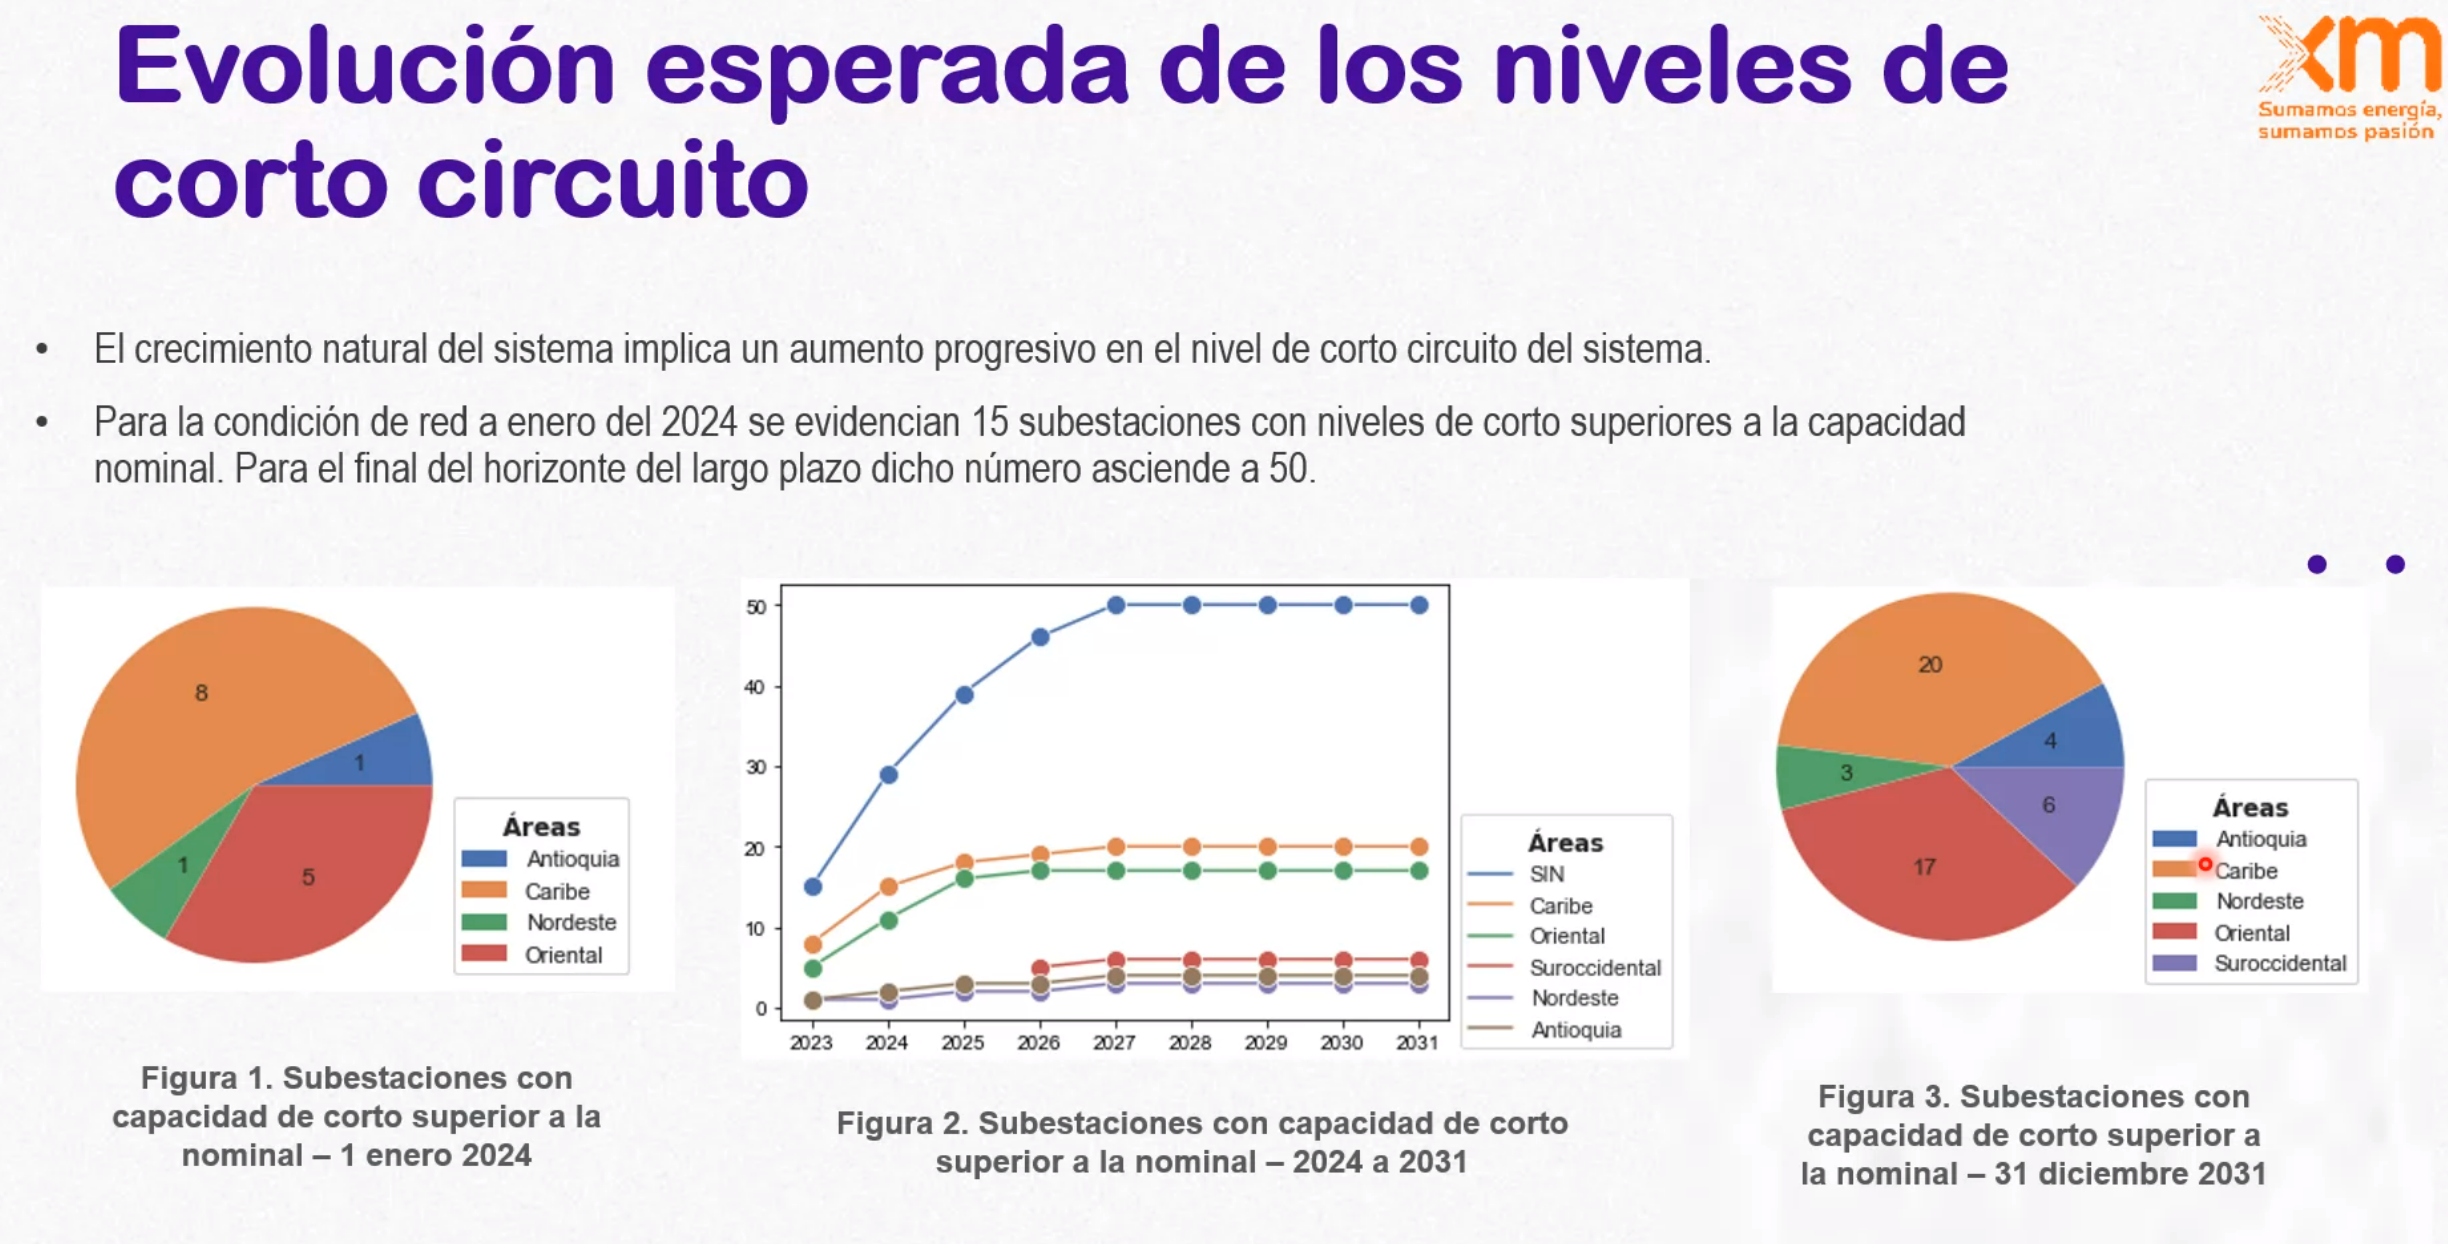 Evolución esperada de los niveles de
corto circuito
xm
Sumamos energía,
sumamos pasión
• El crecimiento natural del sistema implica un aumento progresivo en el nivel de corto circuito del sistema.
• Para la condición de red a enero del 2024 se evidencian 15 subestaciones con niveles de corto superiores a la capacidad
nominal. Para el final del horizonte del largo plazo dicho número asciende a 50.
8
1
1
5
Áreas
Antioquia
Caribe
Nordeste
Oriental
Figura 1. Subestaciones con
capacidad de corto superior a la
nominal – 1 enero 2024
50
40
30
20
10
0
2023 2024 2025 2026 2027 2028 2029 2030 2031
Áreas
SIN
Caribe
Oriental
Suroccidental
Nordeste
Antioquia
Figura 2. Subestaciones con capacidad de corto
superior a la nominal – 2024 a 2031
20
4
3
6
17
Áreas
Antioquia
Caribe
Nordeste
Oriental
Suroccidental
Figura 3. Subestaciones con
capacidad de corto superior a
la nominal – 31 diciembre 2031